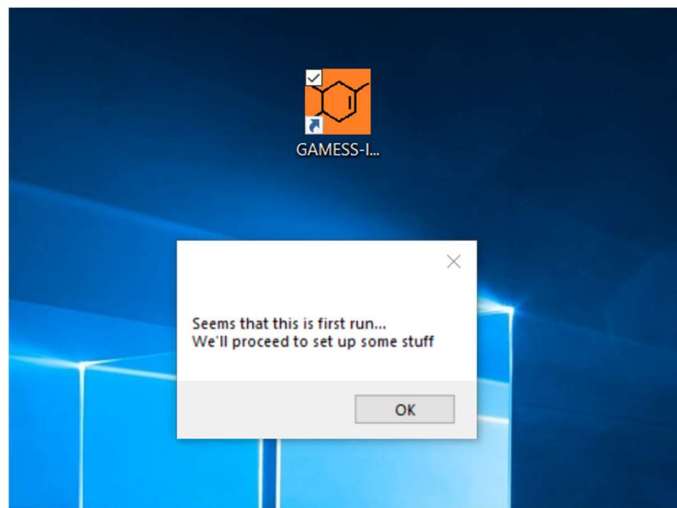 GAMESS-I...
Seems that this is first run...
We'll proceed to set up some stuff
OK